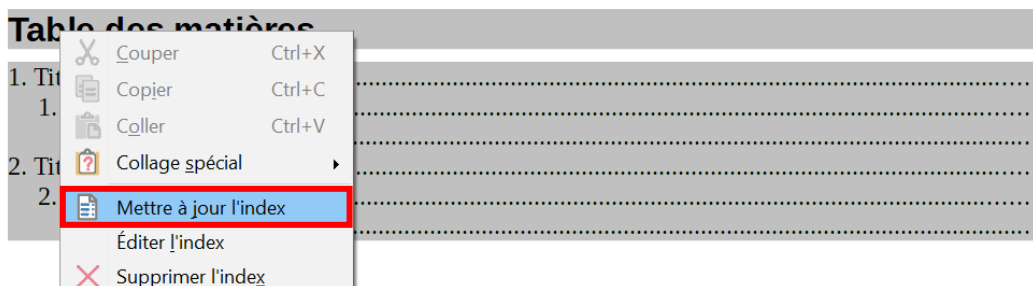 Table des matières
Couper Ctrl+X
1. Tit
Copier Ctrl+C
1.
Coller Ctrl+V
2. Tit
Collage spécial
2.
Mettre à jour l'index
Éditer l'index
Supprimer l'index